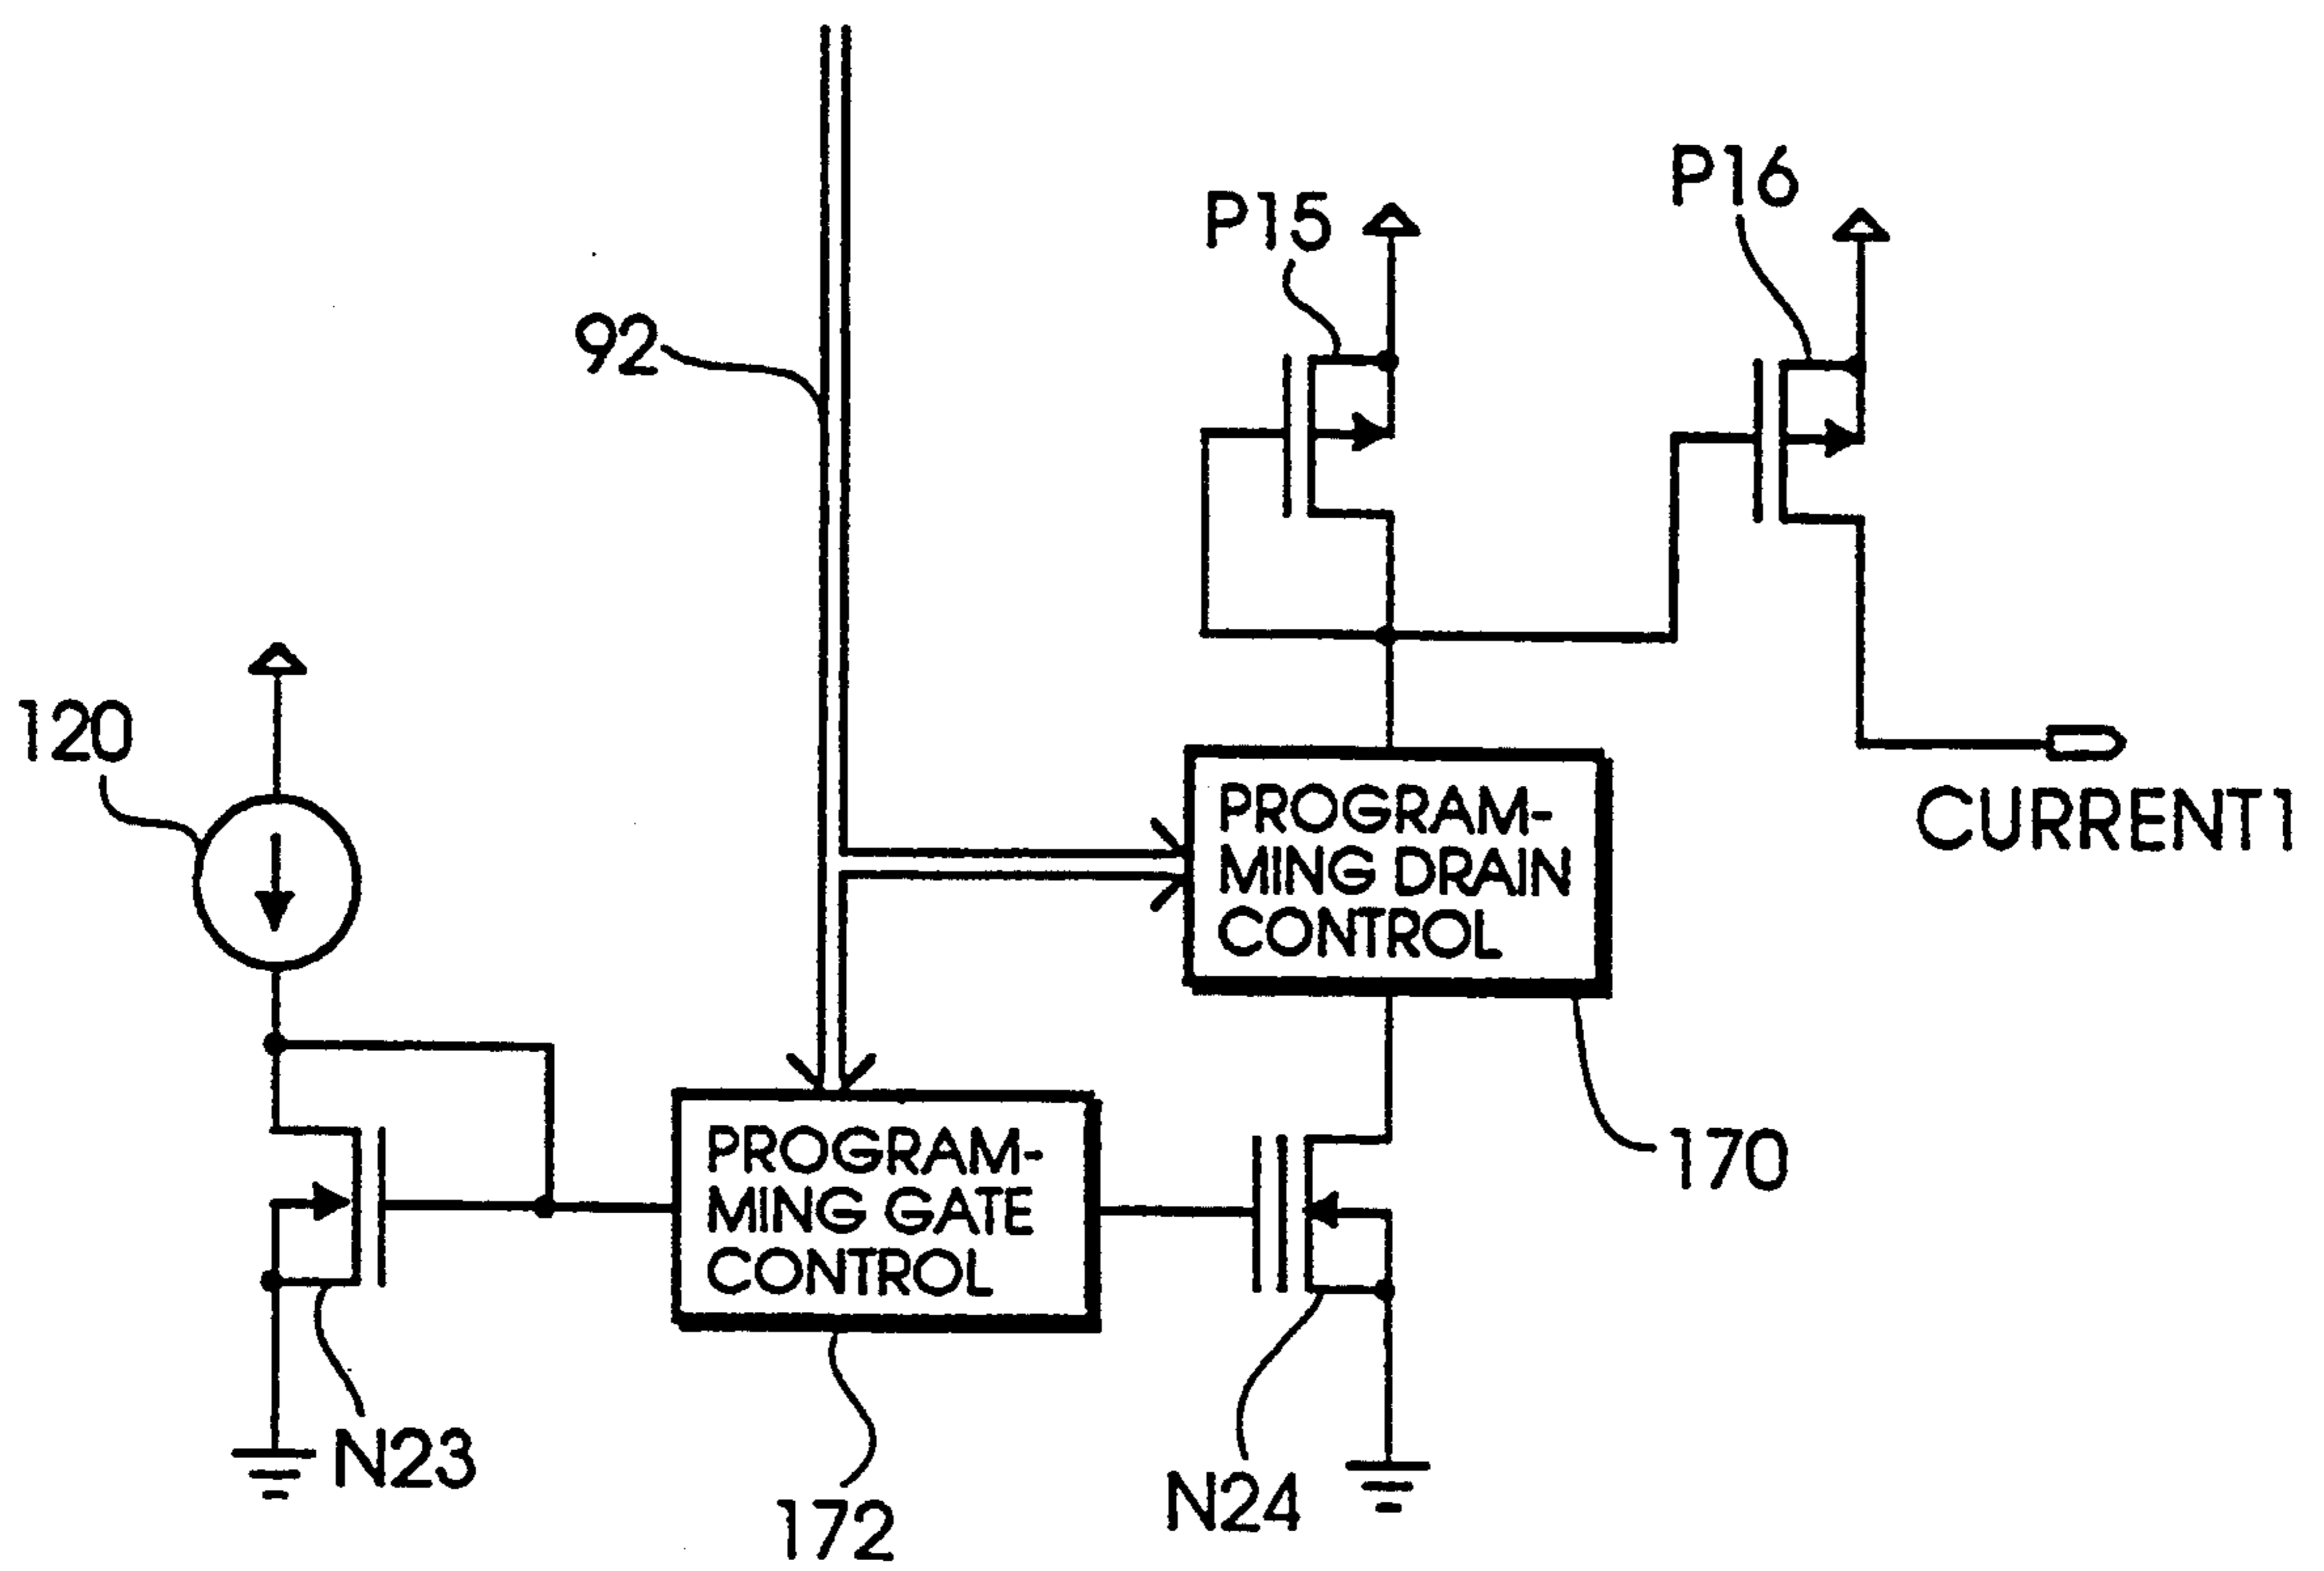 P16
P15
92
120
PROGRAM-
MING DRAIN
CONTROL
CURRENT1
PROGRAM-
MING GATE
CONTROL
170
N23
N24
172